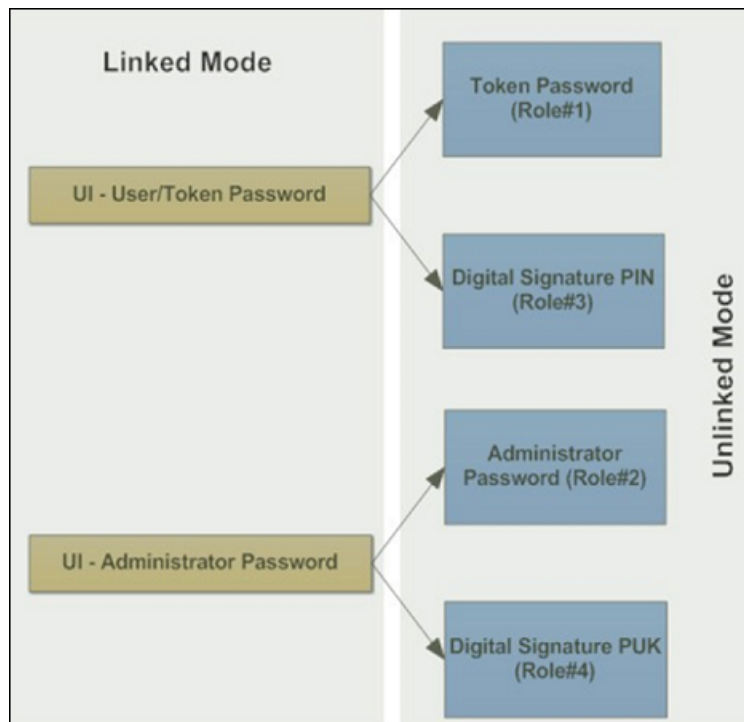 Linked Mode
Token Password
(Role#1)
UI - User/Token Password
Digital Signature PIN
(Role#3)
Unlinked Mode
Administrator
Password (Role#2)
UI - Administrator Password
Digital Signature PUK
(Role#4)